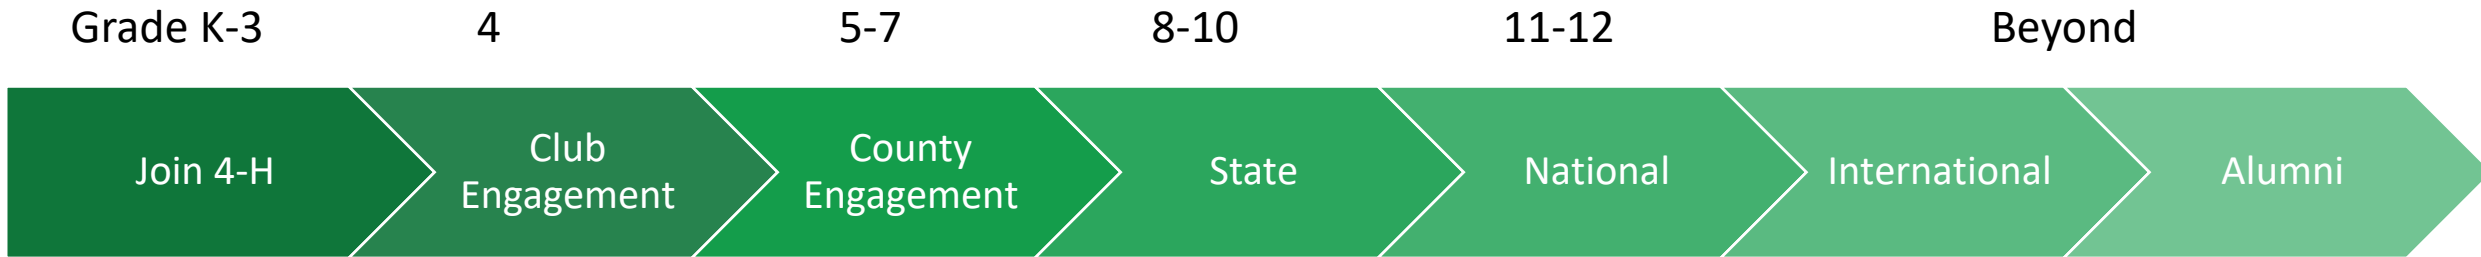 Grade K-3 4 5-7 8-10 11-12 Beyond
Join 4-H
Club
Engagement
County
Engagement
State
National
International
Alumni